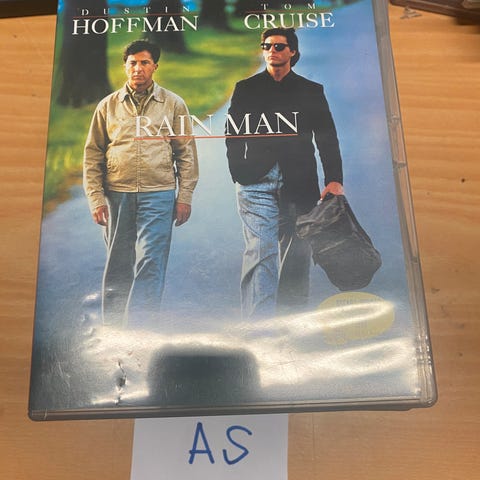 DUSTIN TOM
HOFFMAN CRUISE
RAIN MAN
AS